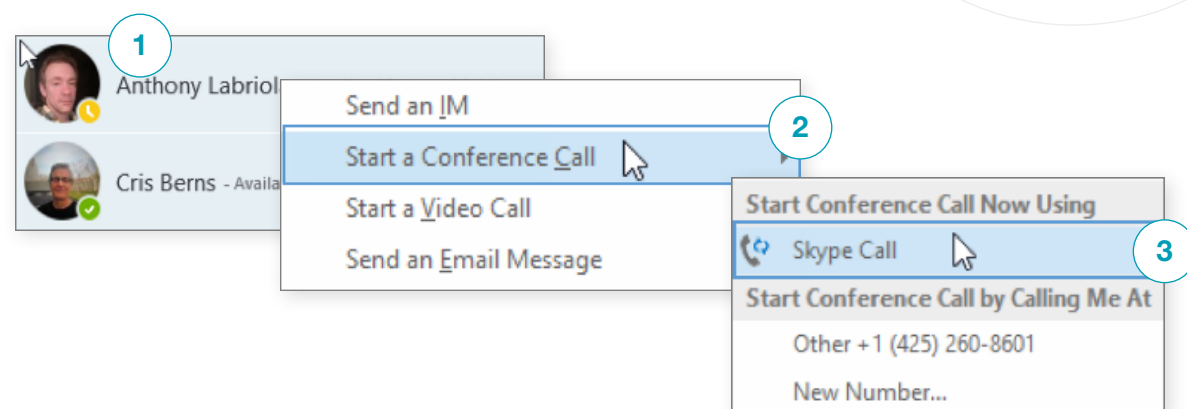 1
Anthony Labriol
Send an IM
2
Start a Conference Call
Cris Berns - Availa
Start a Video Call
Start Conference Call Now Using
Skype Call
3
Send an Email Message
Start Conference Call by Calling Me At
Other +1 (425) 260-8601
New Number...